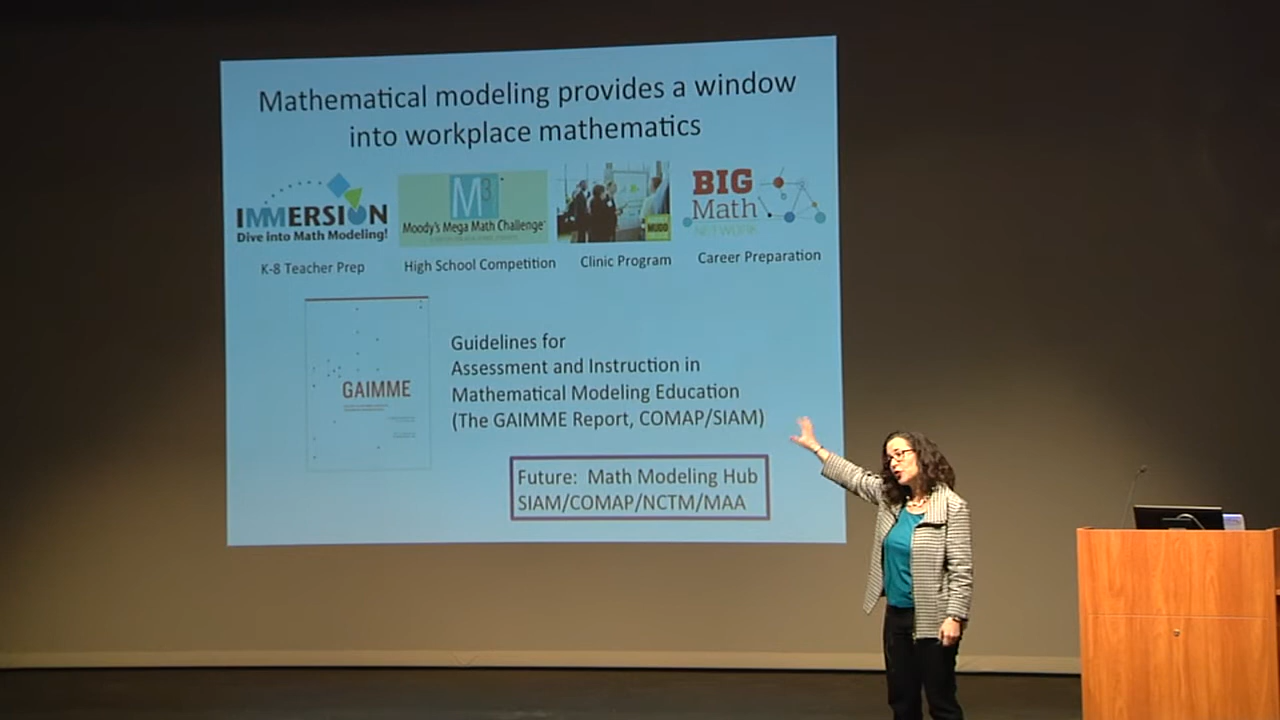 Mathematical modeling provides a window
into workplace mathematics
IMMERSION
Dive into Math Modeling!
M3
Moody's Mega Math Challenge
MUDD
BIG
Math
NETWORK
K-8 Teacher Prep
High School Competition
Clinic Program
Career Preparation
GAIMME
Guidelines for
Assessment and Instruction in
Mathematical Modeling Education
(The GAIMME Report, COMAP/SIAM)
Future: Math Modeling Hub
SIAM/COMAP/NCTM/MAA